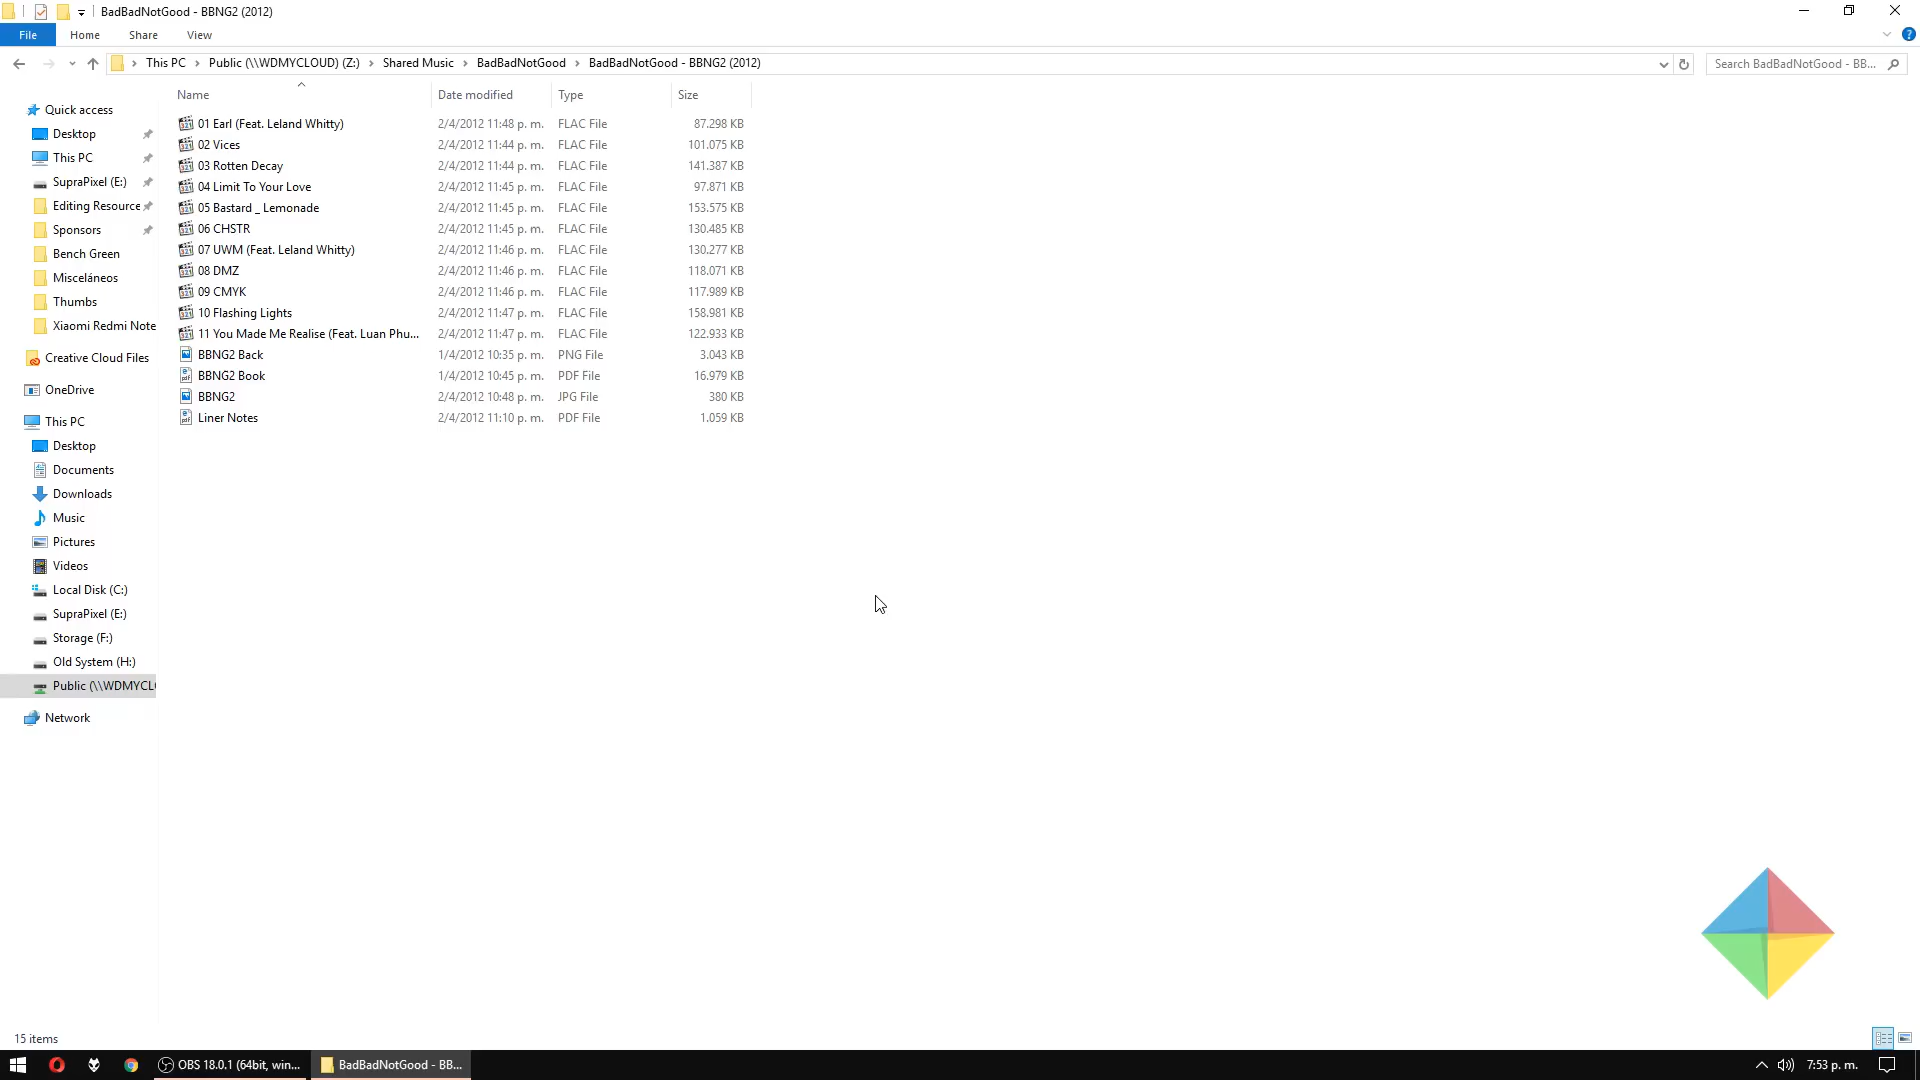 BadBadNotGood - BBNG2 (2012)
File Home Share View
This PC Public (\\WDMYCLOUD) (Z:) Shared Music BadBadNotGood BadBadNotGood - BBNG2 (2012) Search BadBadNotGood - BB...
Name Date modified Type Size
01 Earl (Feat. Leland Whitty) 2/4/2012 11:48 p. m. FLAC File 87.298 KB
02 Vices 2/4/2012 11:44 p. m. FLAC File 101.075 KB
03 Rotten Decay 2/4/2012 11:44 p. m. FLAC File 141.387 KB
04 Limit To Your Love 2/4/2012 11:45 p. m. FLAC File 97.871 KB
05 Bastard _ Lemonade 2/4/2012 11:45 p. m. FLAC File 153.575 KB
06 CHSTR 2/4/2012 11:45 p. m. FLAC File 130.485 KB
07 UWM (Feat. Leland Whitty) 2/4/2012 11:46 p. m. FLAC File 130.277 KB
08 DMZ 2/4/2012 11:46 p. m. FLAC File 118.071 KB
09 CMYK 2/4/2012 11:46 p. m. FLAC File 117.989 KB
10 Flashing Lights 2/4/2012 11:47 p. m. FLAC File 158.981 KB
11 You Made Me Realise (Feat. Luan Phu... 2/4/2012 11:47 p. m. FLAC File 122.933 KB
BBNG2 Back 1/4/2012 10:35 p. m. PNG File 3.043 KB
BBNG2 Book 1/4/2012 10:45 p. m. PDF File 16.979 KB
BBNG2 2/4/2012 10:48 p. m. JPG File 380 KB
Liner Notes 2/4/2012 11:10 p. m. PDF File 1.059 KB
Quick access
Desktop
This PC
SupraPixel (E:)
Editing Resource
Sponsors
Bench Green
Misceláneos
Thumbs
Xiaomi Redmi Note
Creative Cloud Files
OneDrive
This PC
Desktop
Documents
Downloads
Music
Pictures
Videos
Local Disk (C:)
SupraPixel (E:)
Storage (F:)
Old System (H:)
Public (\\WDMYCL
Network
15 items
OBS 18.0.1 (64bit, win... BadBadNotGood - BB... 7:53 p. m.